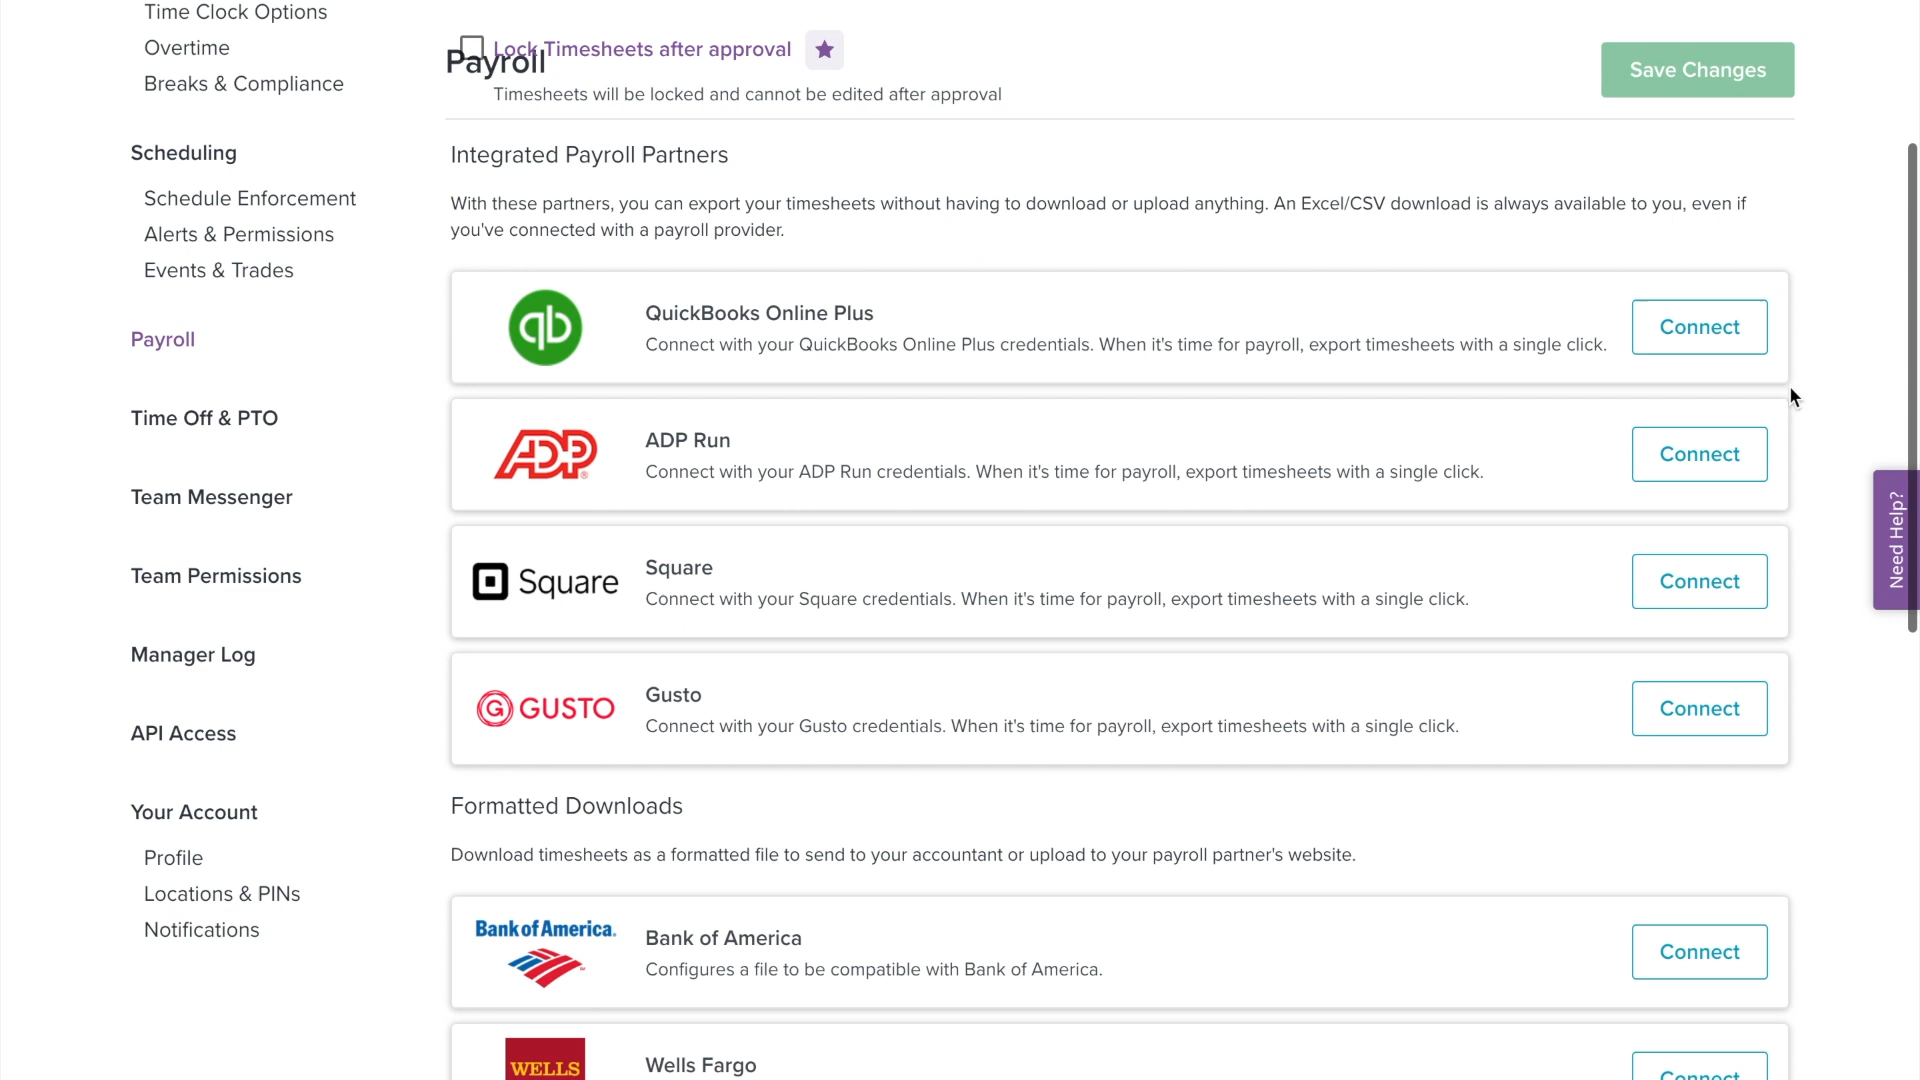 Time Clock Options
Overtime
Breaks & Compliance
Scheduling
Schedule Enforcement
Alerts & Permissions
Events & Trades
Payroll
Time Off & PTO
Team Messenger
Team Permissions
Manager Log
API Access
Your Account
Profile
Locations & PINs
Notifications
Payroll
Lock Timesheets after approval
Timesheets will be locked and cannot be edited after approval
Save Changes
Integrated Payroll Partners
With these partners, you can export your timesheets without having to download or upload anything. An Excel/CSV download is always available to you, even if
you've connected with a payroll provider.
qb
QuickBooks Online Plus
Connect with your QuickBooks Online Plus credentials. When it's time for payroll, export timesheets with a single click.
Connect
ADP
ADP Run
Connect with your ADP Run credentials. When it's time for payroll, export timesheets with a single click.
Connect
Square
Square
Connect with your Square credentials. When it's time for payroll, export timesheets with a single click.
Connect
G GUSTO
Gusto
Connect with your Gusto credentials. When it's time for payroll, export timesheets with a single click.
Connect
Formatted Downloads
Download timesheets as a formatted file to send to your accountant or upload to your payroll partner's website.
Bank of America
Bank of America
Configures a file to be compatible with Bank of America.
Connect
WELLS
Wells Fargo
Connect
Need Help?